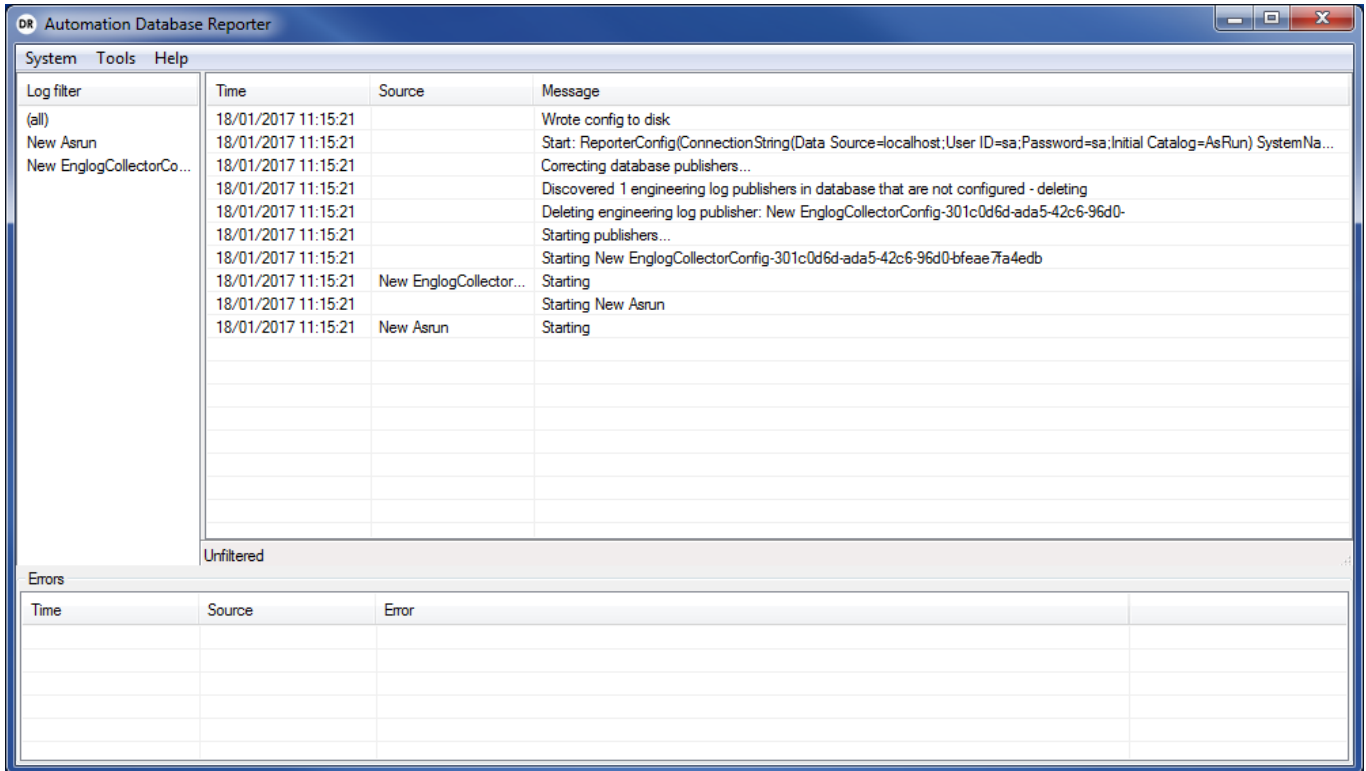 DR Automation Database Reporter
System Tools Help
Log filter
(all)
New Asrun
New EnglogCollectorCo...
Time Source Message
18/01/2017 11:15:21 Wrote config to disk
18/01/2017 11:15:21 Start: ReporterConfig(ConnectionString(Data Source=localhost;User ID=sa;Password=sa;Initial Catalog=AsRun) SystemNa...
18/01/2017 11:15:21 Correcting database publishers...
18/01/2017 11:15:21 Discovered 1 engineering log publishers in database that are not configured - deleting
18/01/2017 11:15:21 Deleting engineering log publisher: New EnglogCollectorConfig-301c0d6d-ada5-42c6-96d0-
18/01/2017 11:15:21 Starting publishers...
18/01/2017 11:15:21 Starting New EnglogCollectorConfig-301c0d6d-ada5-42c6-96d0-bfeae7fa4edb
18/01/2017 11:15:21 New EnglogCollector... Starting
18/01/2017 11:15:21 Starting New Asrun
18/01/2017 11:15:21 New Asrun Starting
Unfiltered
Errors
Time Source Error